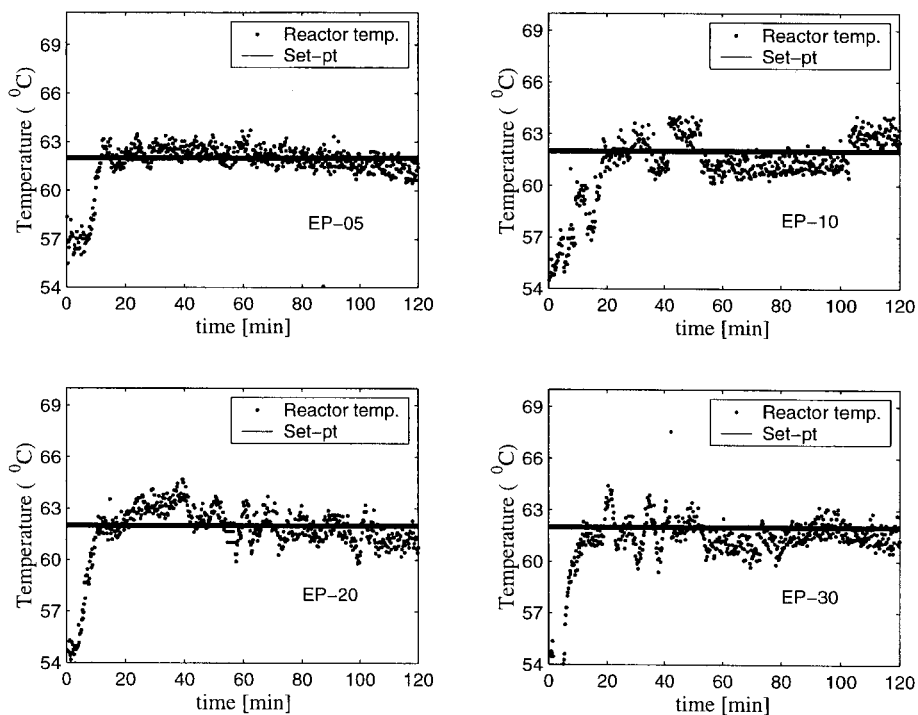 69
66
63
60
57
54
Temperature ( ⁰C)
Reactor temp.
Set-pt
EP-05
0 20 40 60 80 100 120
time [min]
69
66
63
60
57
54
Temperature ( ⁰C)
Reactor temp.
Set-pt
EP-10
0 20 40 60 80 100 120
time [min]
69
66
63
60
57
54
Temperature ( ⁰C)
Reactor temp.
Set-pt
EP-20
0 20 40 60 80 100 120
time [min]
69
66
63
60
57
54
Temperature ( ⁰C)
Reactor temp.
Set-pt
EP-30
0 20 40 60 80 100 120
time [min]